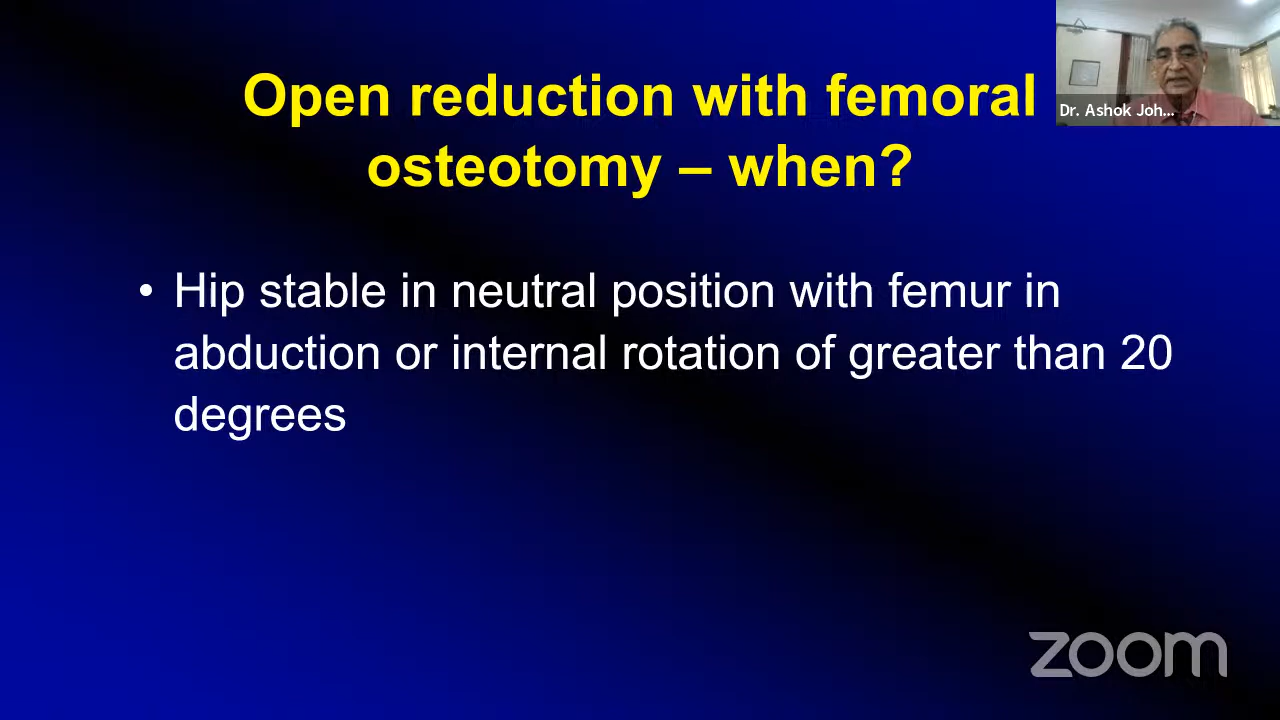 Open reduction with femoral
osteotomy – when?
Dr. Ashok Joh...
• Hip stable in neutral position with femur in
abduction or internal rotation of greater than 20
degrees
zoom